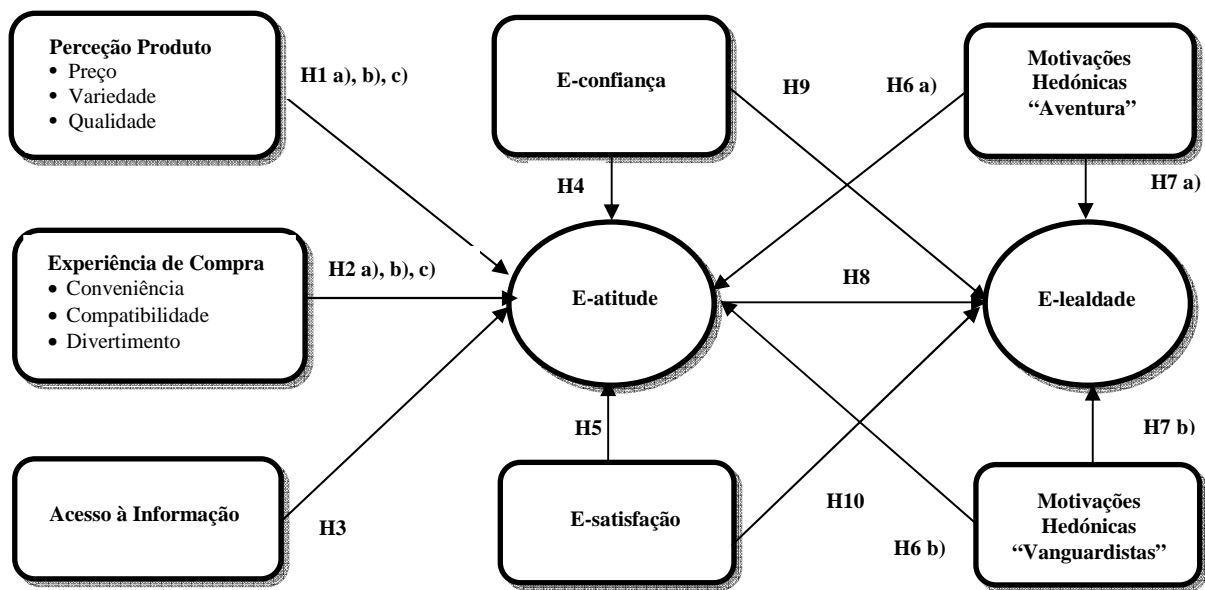 Perceção Produto
• Preço
• Variedade
• Qualidade
H1 a), b), c)
E-confiança
H9
H6 a)
Motivações
Hedónicas
“Aventura”
H4
H7 a)
Experiência de Compra
• Conveniência
• Compatibilidade
• Divertimento
H2 a), b), c)
E-atitude
H8
E-lealdade
H5
H7 b)
Acesso à Informação
H3
E-satisfação
H10
H6 b)
Motivações
Hedónicas
“Vanguardistas”